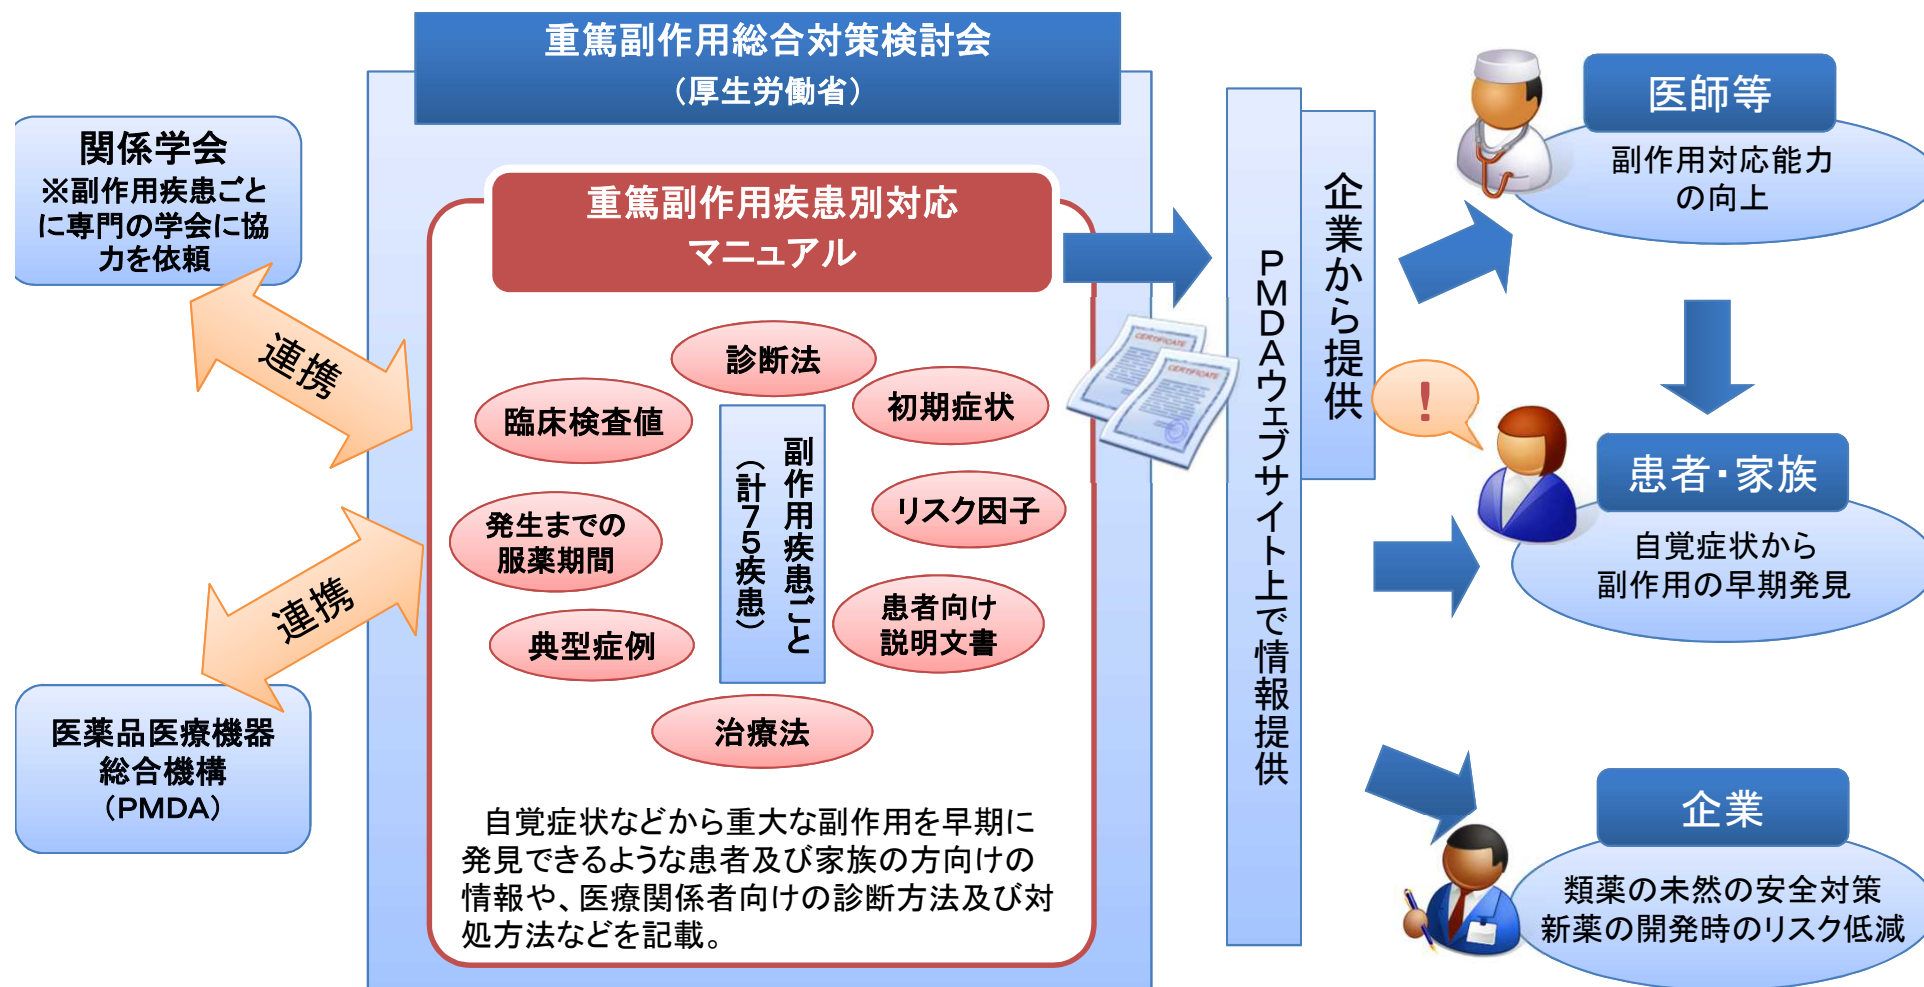 重篤副作用総合対策検討会
（厚生労働省）
関係学会
※副作用疾患ごと
に専門の学会に協
力を依頼
連携
連携
医薬品医療機器
総合機構
（PMDA）
重篤副作用疾患別対応
マニュアル
診断法
臨床検査値
初期症状
発生までの
服薬期間
リスク因子
副作用疾患ごと
（計７５疾患）
典型症例
患者向け
説明文書
治療法
自覚症状などから重大な副作用を早期に
発見できるような患者及び家族の方向けの
情報や、医療関係者向けの診断方法及び対
処方法などを記載。
CERTIFICATE
CERTIFICATE
ＰＭＤＡウェブサイト上で情報提供
企業から提供
医師等
副作用対応能力
の向上
！
患者・家族
自覚症状から
副作用の早期発見
企業
類薬の未然の安全対策
新薬の開発時のリスク低減